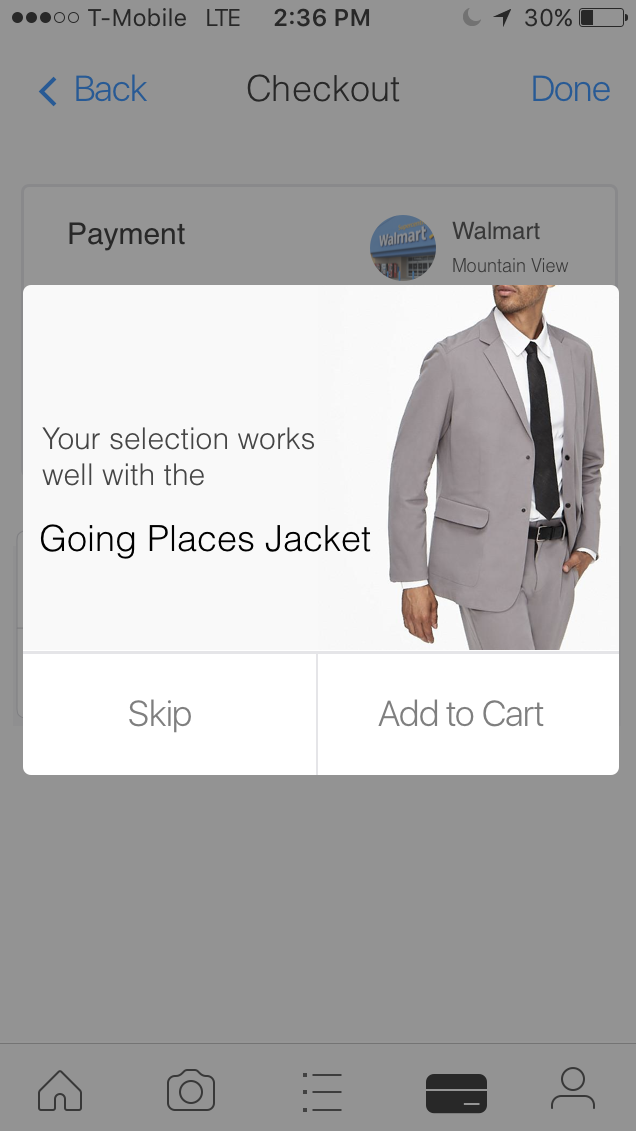 T-Mobile LTE 2:36 PM 30%
Back Checkout Done
Payment
Walmart
Walmart
Mountain View
Your selection works
well with the
Going Places Jacket
Skip Add to Cart